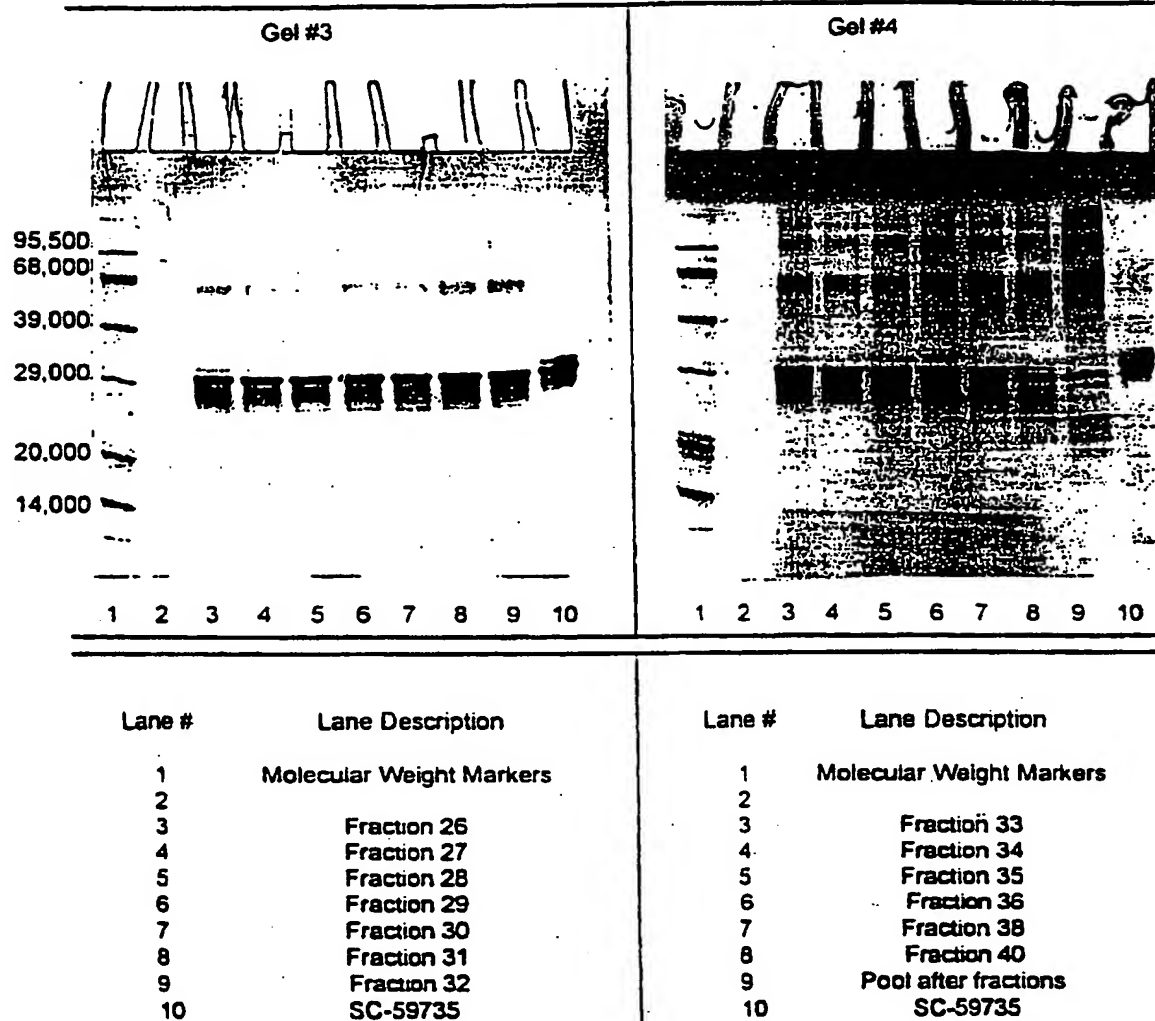 Gel #3
Gel #4
95,500
68,000
39,000
29,000
20,000
14,000
1 2 3 4 5 6 7 8 9 10
1 2 3 4 5 6 7 8 9 10
Lane # Lane Description
1 Molecular Weight Markers
2
3 Fraction 26
4 Fraction 27
5 Fraction 28
6 Fraction 29
7 Fraction 30
8 Fraction 31
9 Fraction 32
10 SC-59735
Lane # Lane Description
1 Molecular Weight Markers
2
3 Fraction 33
4 Fraction 34
5 Fraction 35
6 Fraction 36
7 Fraction 38
8 Fraction 40
9 Pool after fractions
10 SC-59735